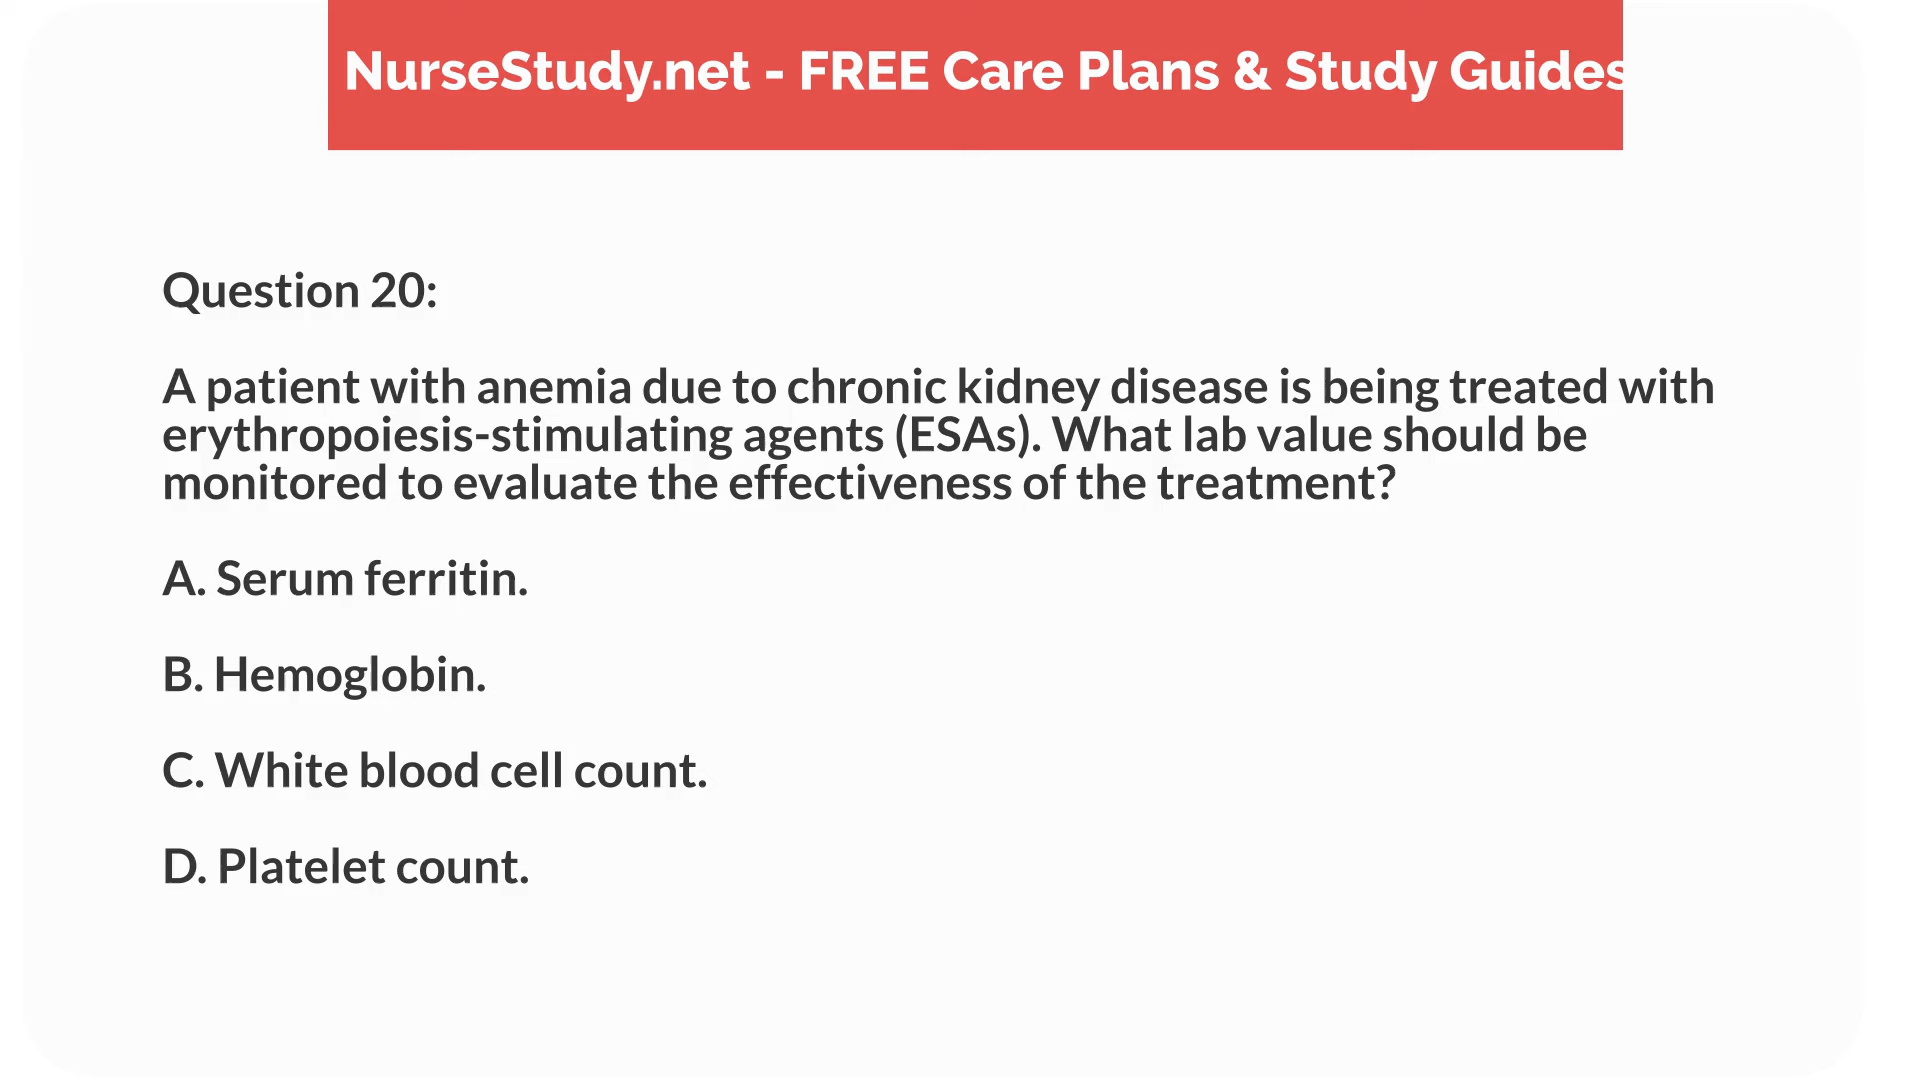 NurseStudy.net - FREE Care Plans & Study Guides
Question 20:
A patient with anemia due to chronic kidney disease is being treated with
erythropoiesis-stimulating agents (ESAs). What lab value should be
monitored to evaluate the effectiveness of the treatment?
A. Serum ferritin.
B. Hemoglobin.
C. White blood cell count.
D. Platelet count.